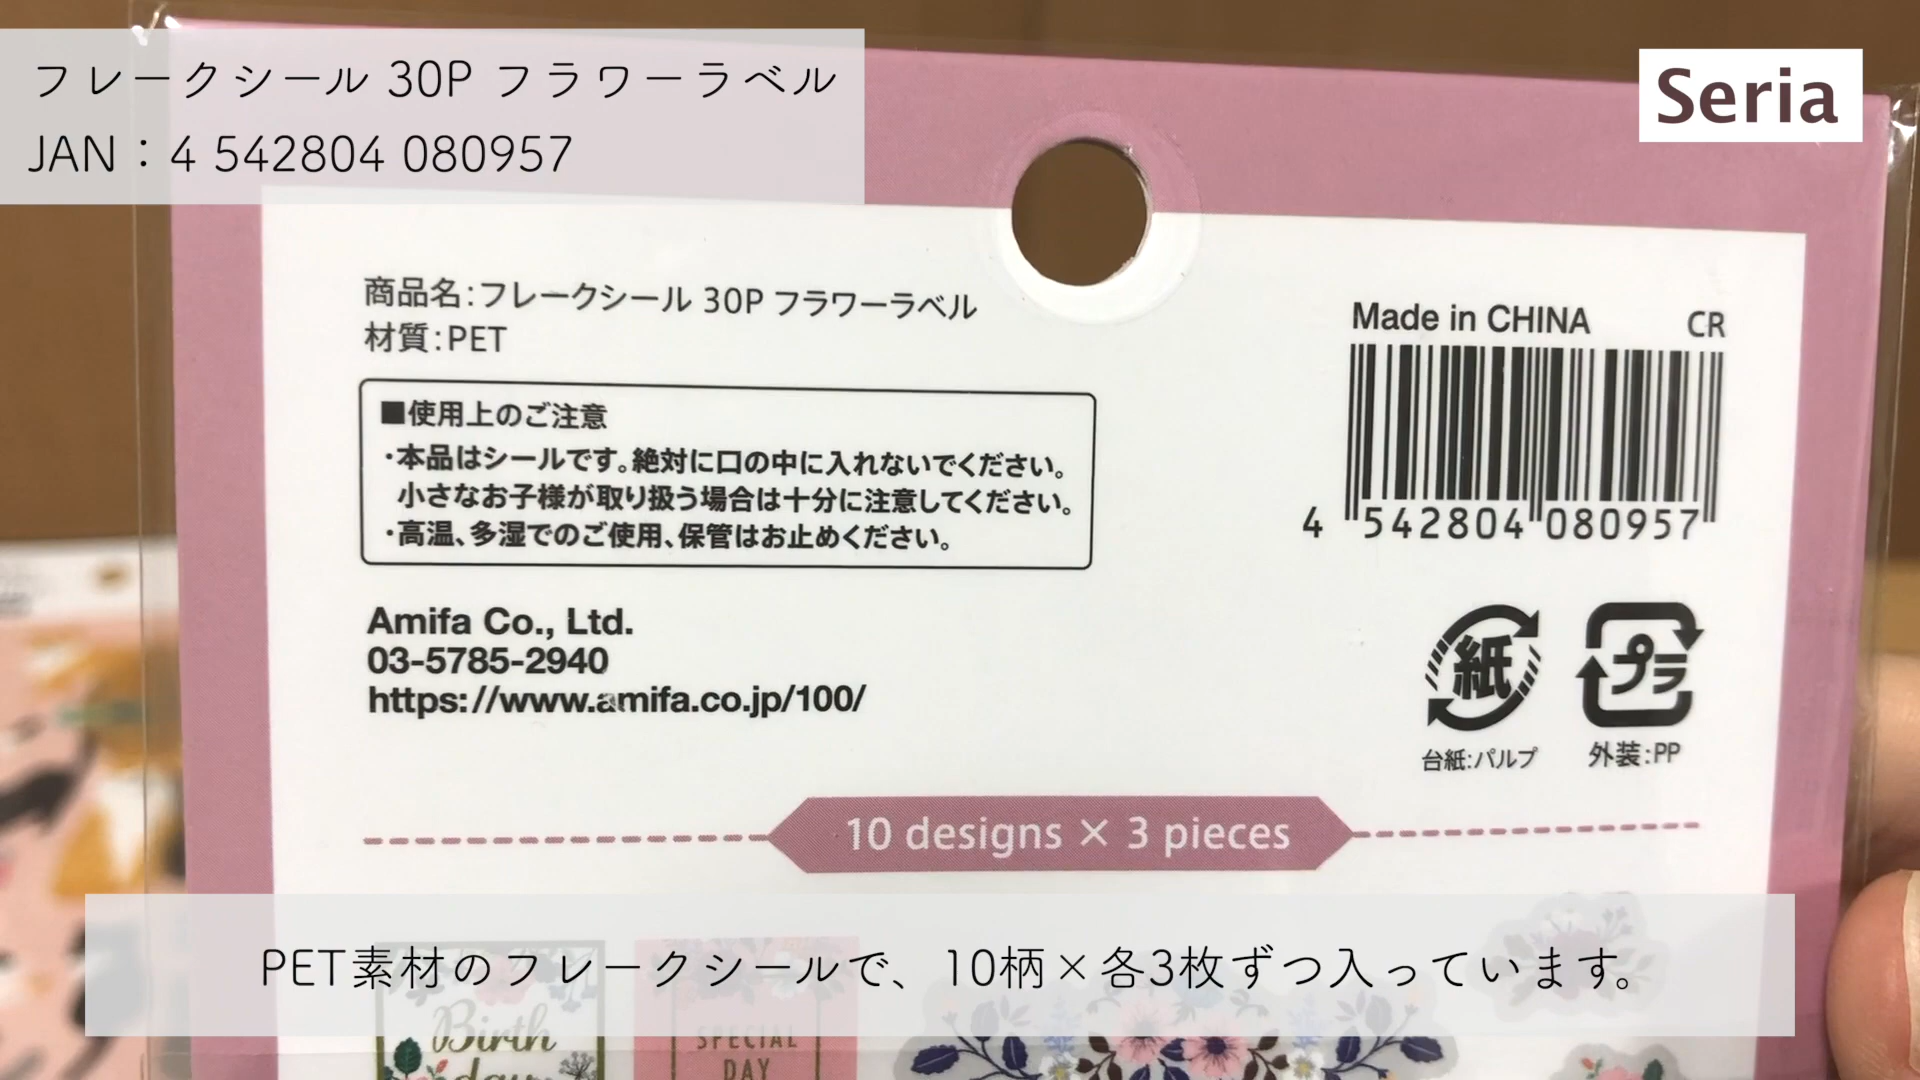 フレークシール 30P フラワーラベル
JAN：4 542804 080957
Seria
商品名:フレークシール 30P フラワーラベル
材質:PET
■使用上のご注意
・本品はシールです。絶対に口の中に入れないでください。
小さなお子様が取り扱う場合は十分に注意してください。
・高温、多湿でのご使用、保管はお止めください。
Amifa Co., Ltd.
03-5785-2940
https://www.amifa.co.jp/100/
Made in CHINA CR
4 542804 080957
紙 プラ
台紙:パルプ 外装:PP
10 designs × 3 pieces
PET素材のフレークシールで、10柄×各3枚ずつ入っています。
Birth
day
SPECIAL
DAY